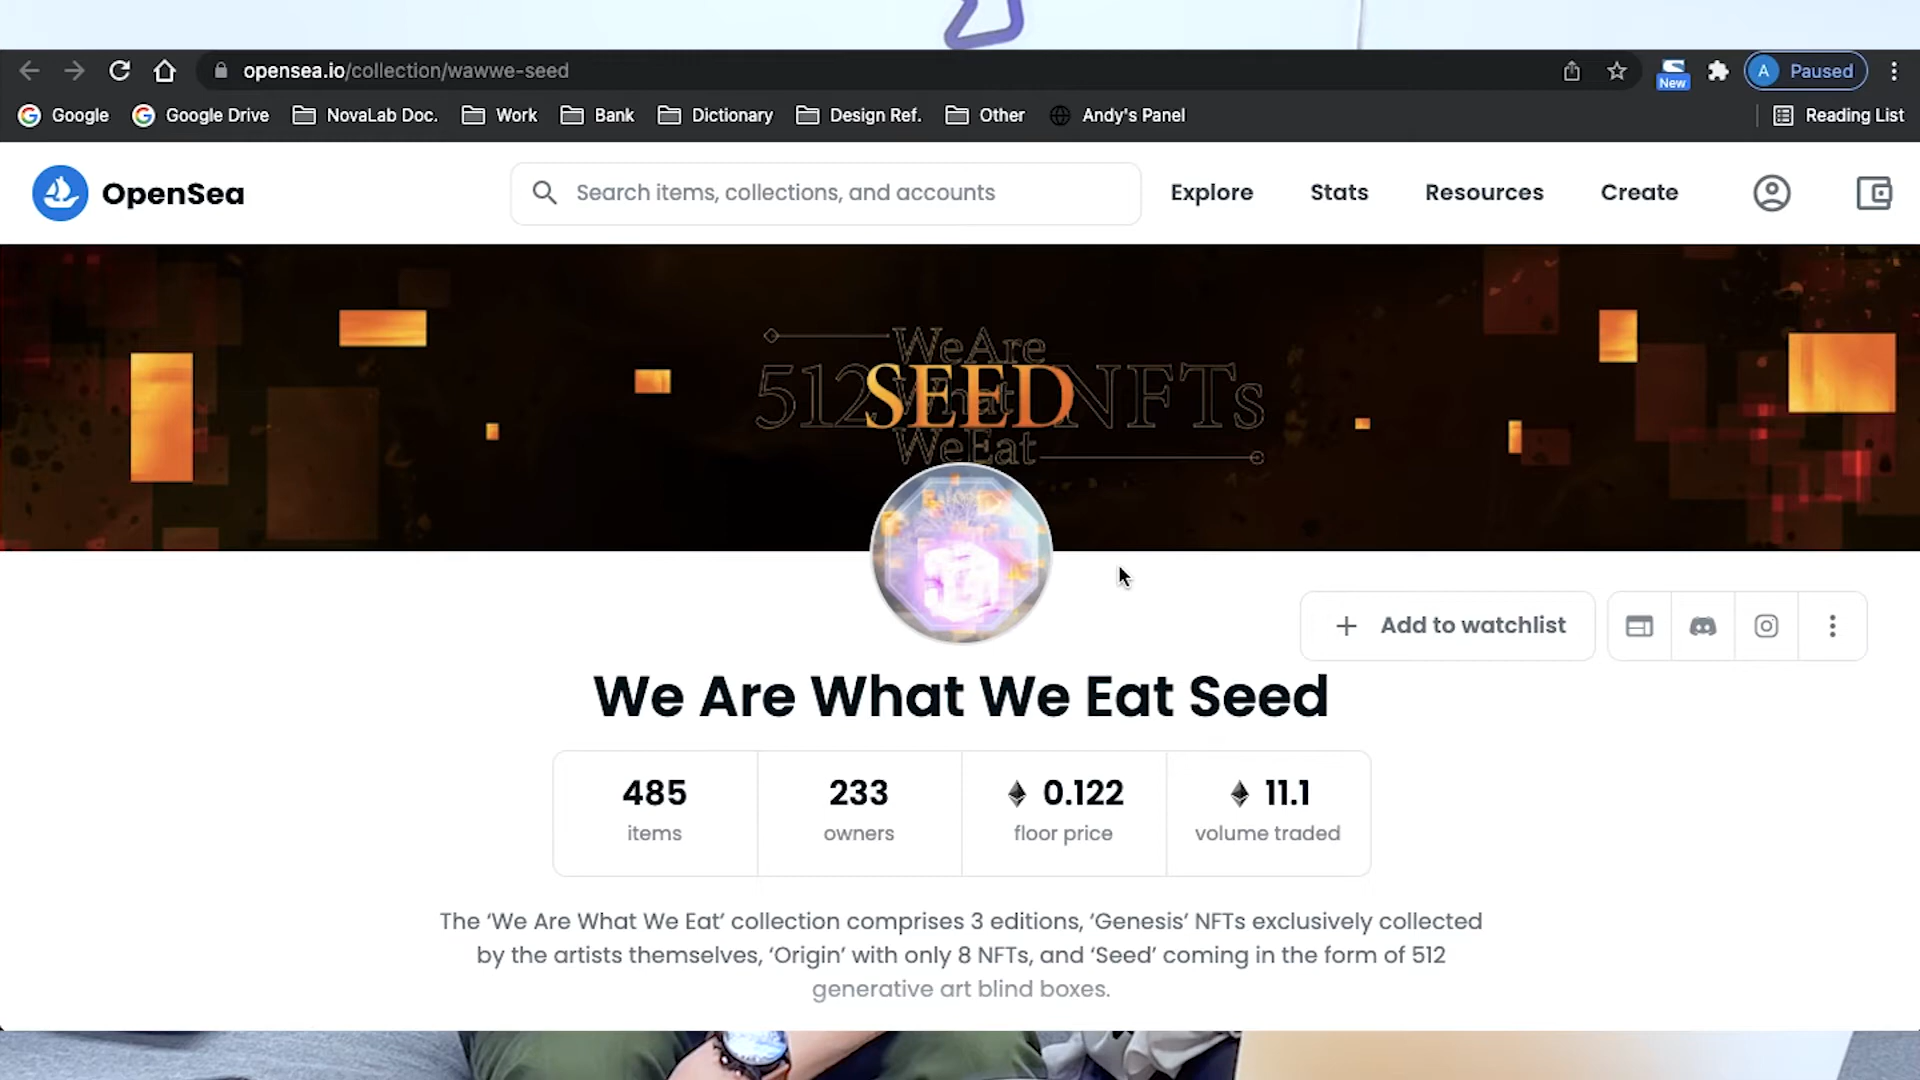 opensea.io/collection/wawwe-seed
New
A Paused
Google
Google Drive
NovaLab Doc.
Work
Bank
Dictionary
Design Ref.
Other
Andy's Panel
Reading List
OpenSea
Search items, collections, and accounts
Explore
Stats
Resources
Create
WeAre
512 SEED NFTs
What
WeEat
+ Add to watchlist
We Are What We Eat Seed
485
items
233
owners
0.122
floor price
11.1
volume traded
The ‘We Are What We Eat’ collection comprises 3 editions, ‘Genesis’ NFTs exclusively collected
by the artists themselves, ‘Origin’ with only 8 NFTs, and ‘Seed’ coming in the form of 512
generative art blind boxes.